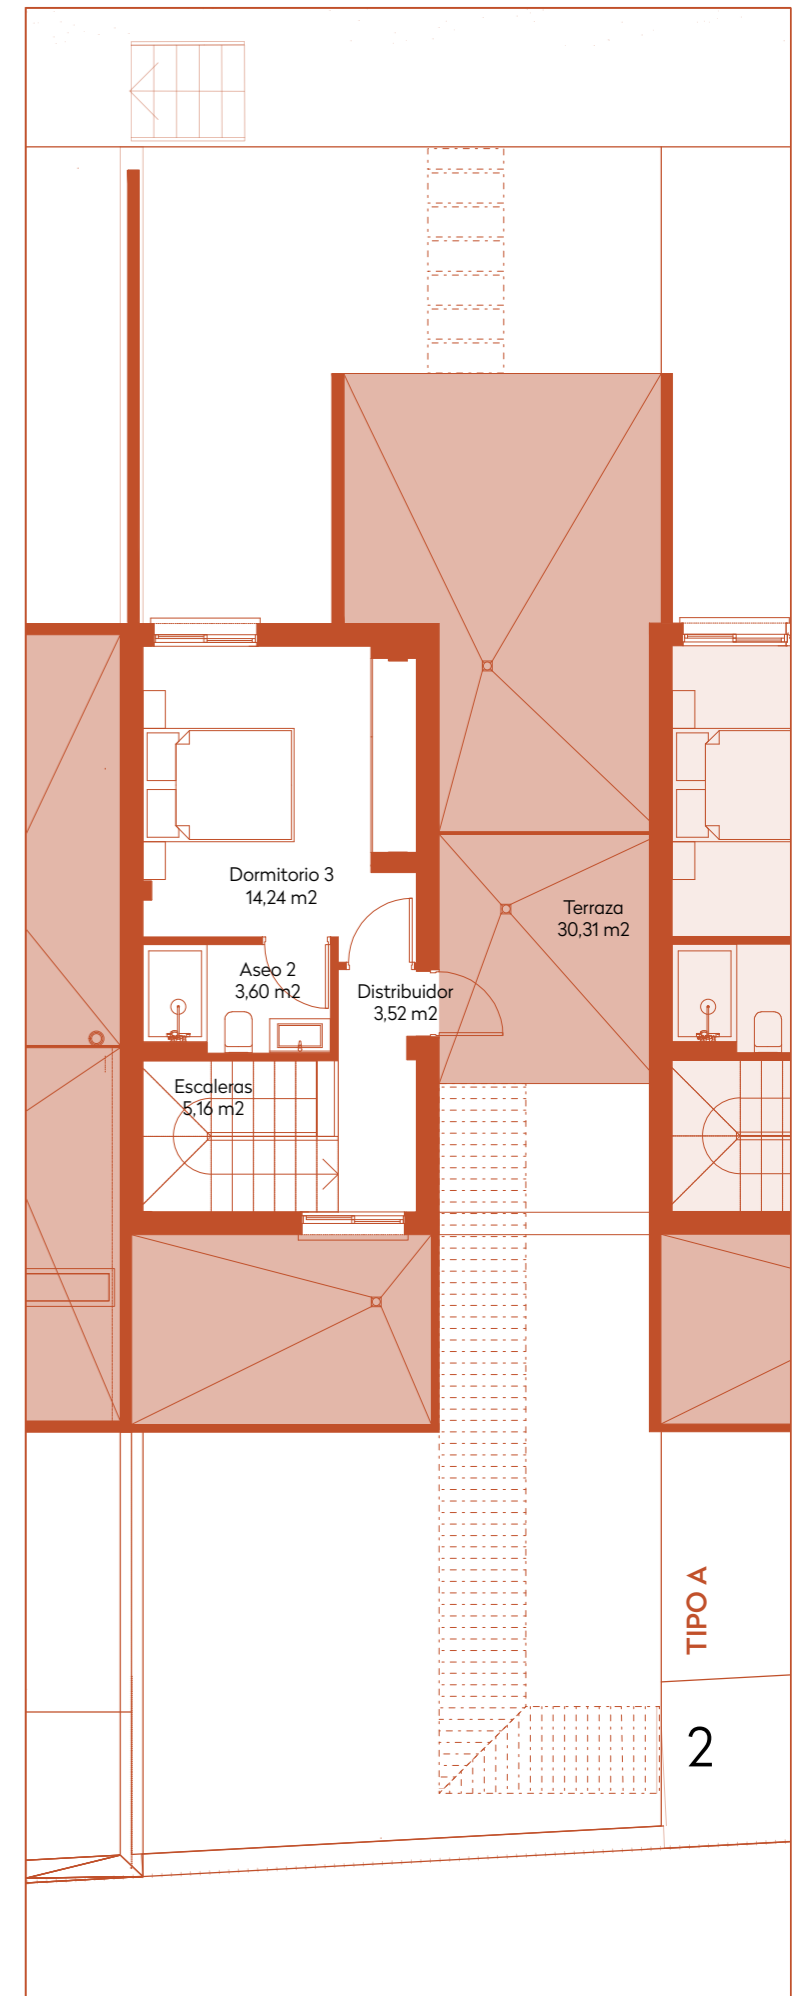 Dormitorio 3
14,24 m2
Terraza
30,31 m2
Aseo 2
3,60 m2
Distribuidor
3,52 m2
Escaleras
5,16 m2
TIPO A
2